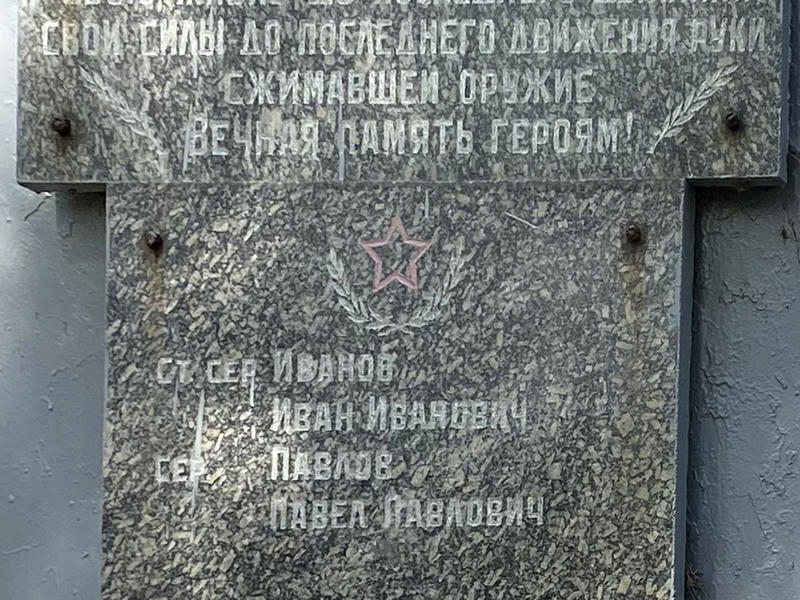 СВОИ СИЛЫ ДО ПОСЛЕДНЕГО ДВИЖЕНИЯ РУКИ
СЖИМАВШЕЙ ОРУЖИЕ
ВЕЧНАЯ ПАМЯТЬ ГЕРОЯМ!
СТ. СЕР ИВАНОВ
ИВАН ИВАНОВИЧ
СЕР ПАВЛОВ
ПАВЕЛ ПАВЛОВИЧ